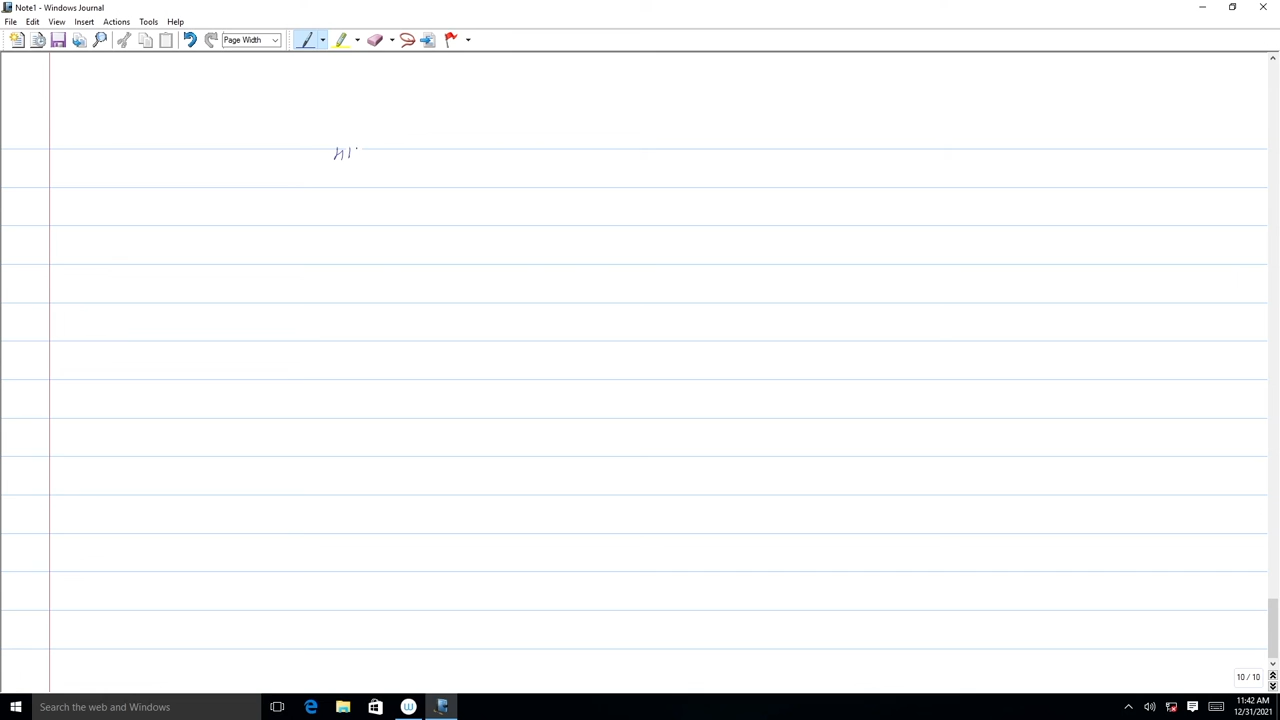 Note1 - Windows Journal
File Edit View Insert Actions Tools Help
Page Width
10 / 10
Search the web and Windows
11:42 AM
12/31/2021